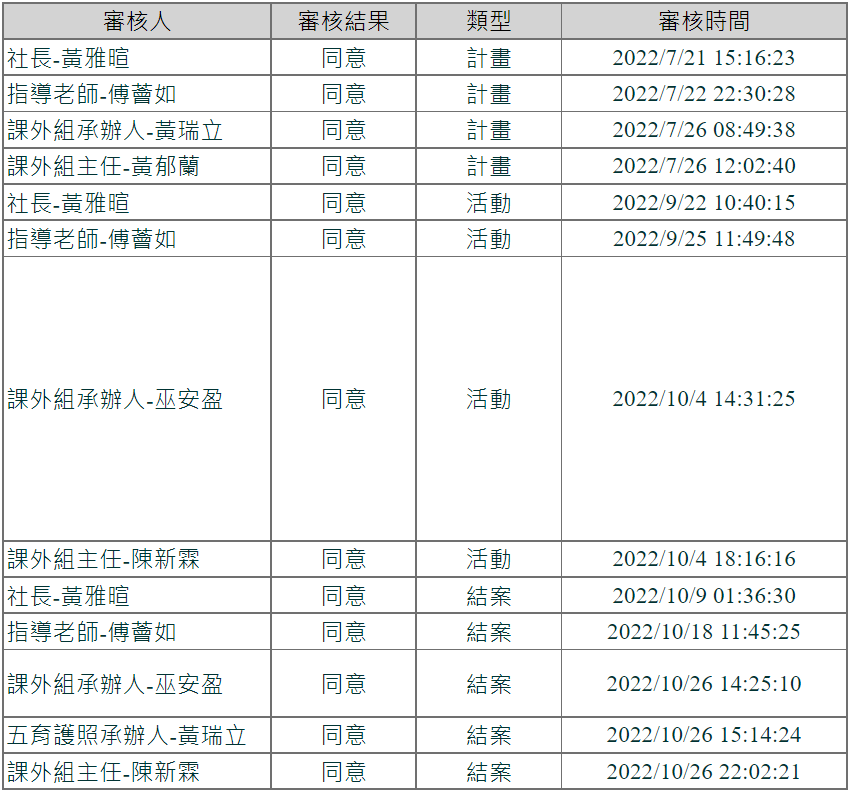 審核人 審核結果 類型 審核時間
社長-黃雅暄 同意 計畫 2022/7/21 15:16:23
指導老師-傅薈如 同意 計畫 2022/7/22 22:30:28
課外組承辦人-黃瑞立 同意 計畫 2022/7/26 08:49:38
課外組主任-黃郁蘭 同意 計畫 2022/7/26 12:02:40
社長-黃雅暄 同意 活動 2022/9/22 10:40:15
指導老師-傅薈如 同意 活動 2022/9/25 11:49:48
課外組承辦人-巫安盈 同意 活動 2022/10/4 14:31:25
課外組主任-陳新霖 同意 活動 2022/10/4 18:16:16
社長-黃雅暄 同意 結案 2022/10/9 01:36:30
指導老師-傅薈如 同意 結案 2022/10/18 11:45:25
課外組承辦人-巫安盈 同意 結案 2022/10/26 14:25:10
五育護照承辦人-黃瑞立 同意 結案 2022/10/26 15:14:24
課外組主任-陳新霖 同意 結案 2022/10/26 22:02:21